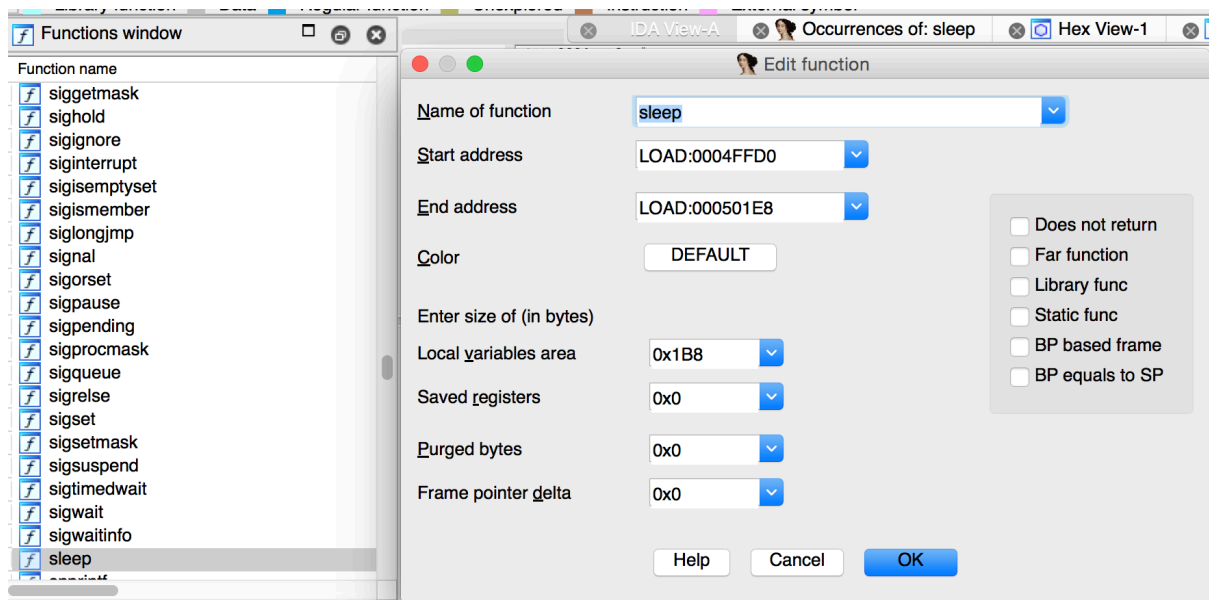 Functions window
Function name
siggetmask
sighold
sigignore
siginterrupt
sigisemptyset
sigismember
siglongjmp
signal
sigorset
sigpause
sigpending
sigprocmask
sigqueue
sigrelse
sigset
sigsetmask
sigsuspend
sigtimedwait
sigwait
sigwaitinfo
sleep
IDA View-A
Occurrences of: sleep
Hex View-1
Edit function
Name of function
sleep
Start address
LOAD:0004FFD0
End address
LOAD:000501E8
Color
DEFAULT
Enter size of (in bytes)
Local variables area
0x1B8
Saved registers
0x0
Purged bytes
0x0
Frame pointer delta
0x0
Does not return
Far function
Library func
Static func
BP based frame
BP equals to SP
Help
Cancel
OK